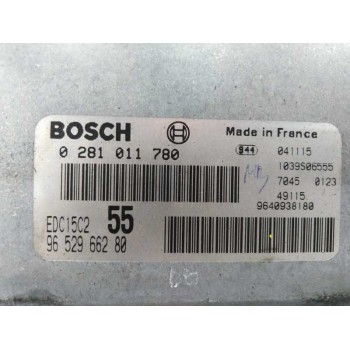 BOSCH
Made in France
0 281 011 780
944 041115
1039S06555
7045 0123
49115
9640938180
EDC15C2 55
96 529 662 80